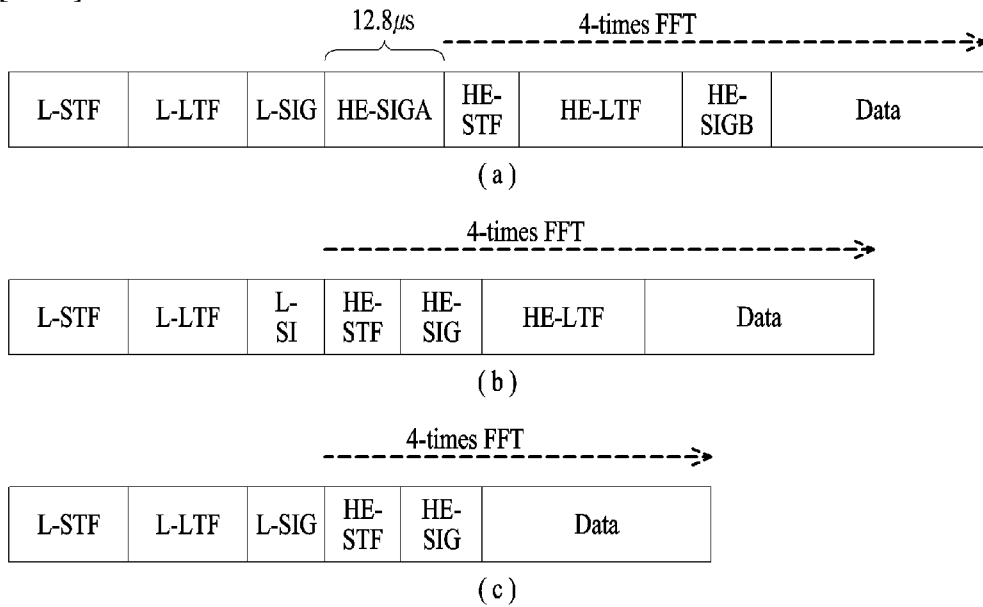 12.8μs
4-times FFT
L-STF L-LTF L-SIG HE-SIGA HE-STF HE-LTF HE-SIGB Data
(a)
4-times FFT
L-STF L-LTF L-SI HE-STF HE-SIG HE-LTF Data
(b)
4-times FFT
L-STF L-LTF L-SIG HE-STF HE-SIG Data
(c)